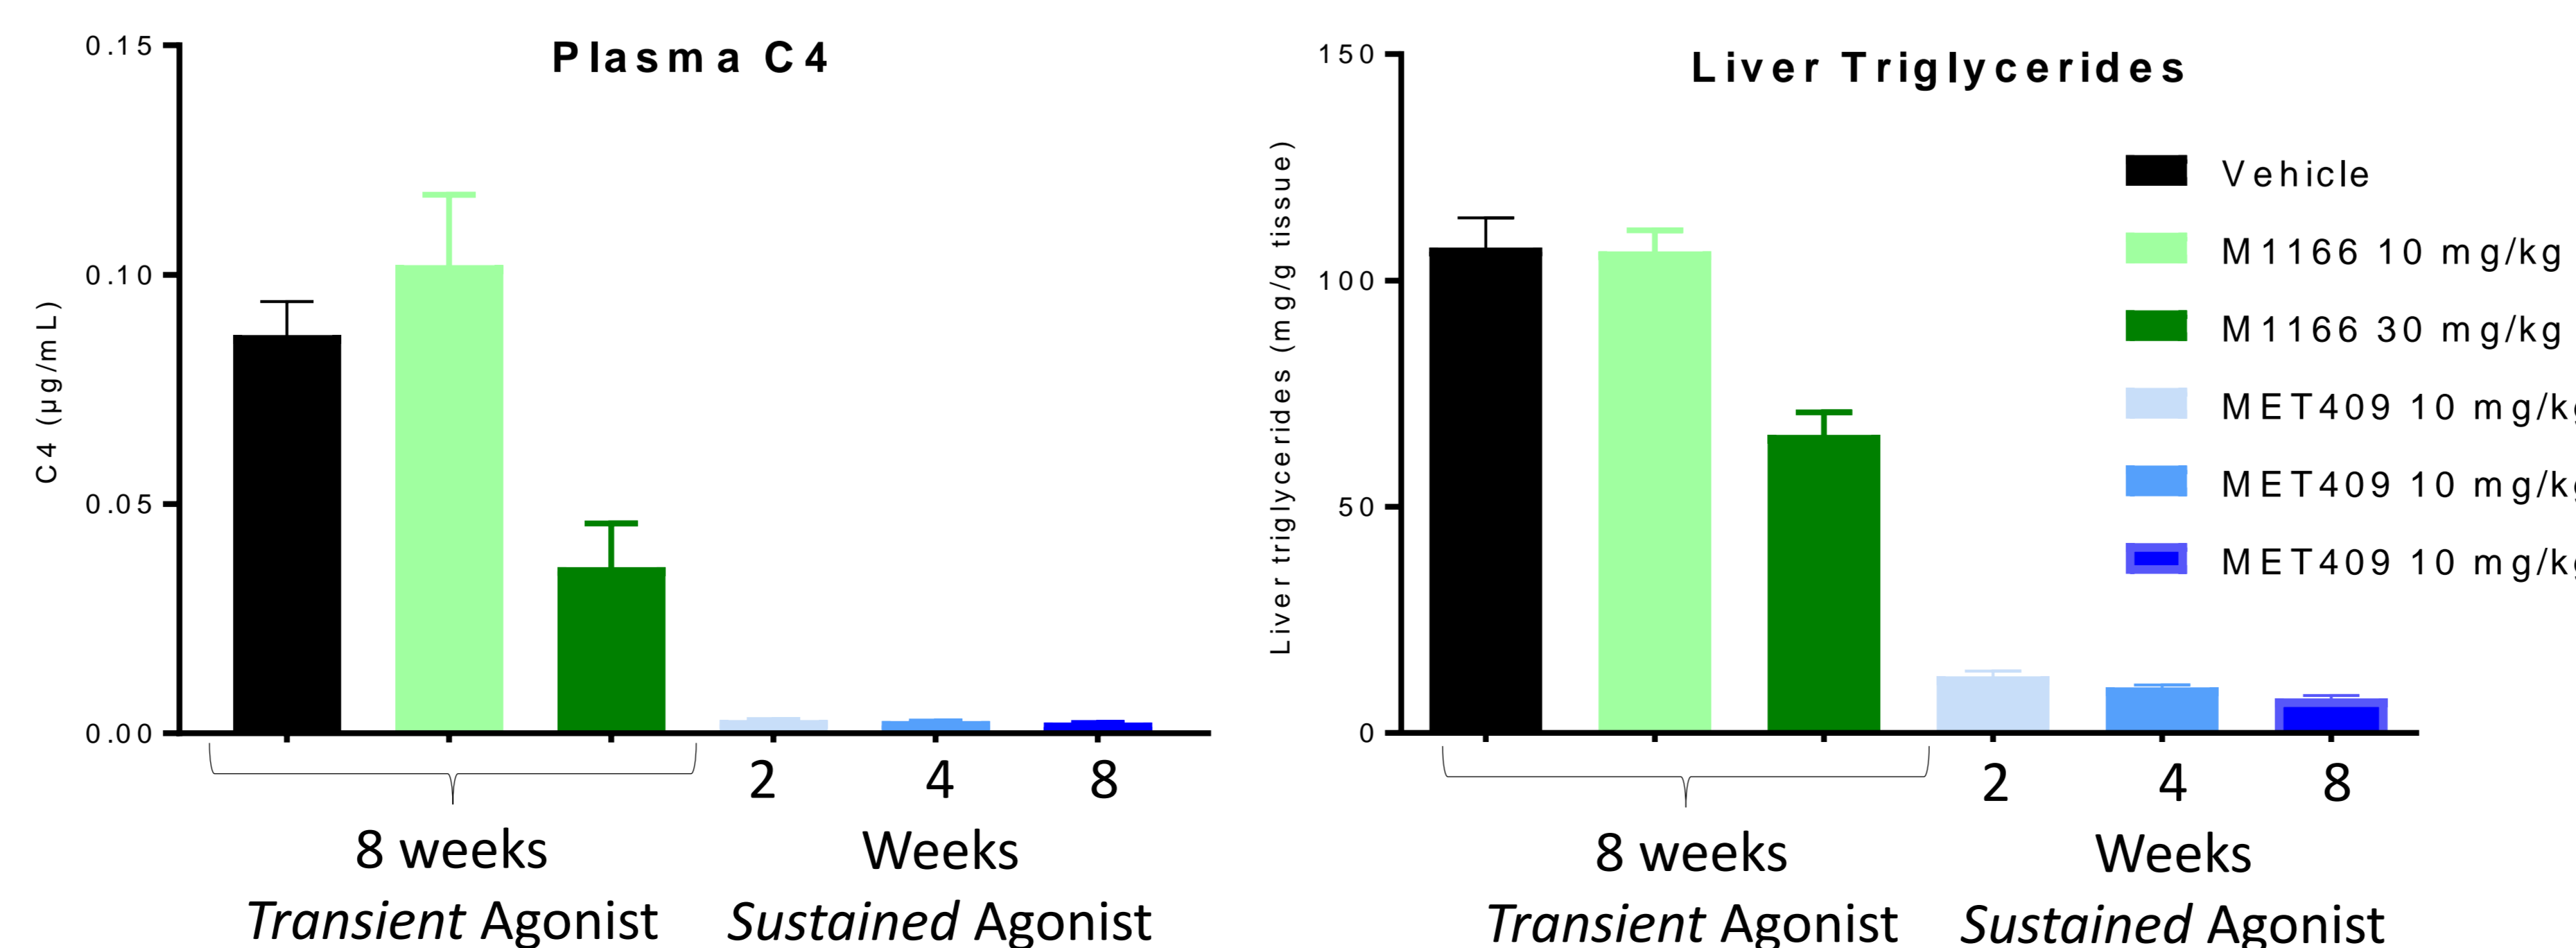 Plasma C4
C4 (µg/mL)
0.15
0.10
0.05
0.00
2 4 8
8 weeks
Transient Agonist
Weeks
Sustained Agonist
Liver Triglycerides
Liver triglycerides (mg/g tissue)
150
100
50
0
Vehicle
M1166 10 mg/kg
M1166 30 mg/kg
MET409 10 mg/kg
MET409 10 mg/kg
MET409 10 mg/kg
2 4 8
8 weeks
Transient Agonist
Weeks
Sustained Agonist